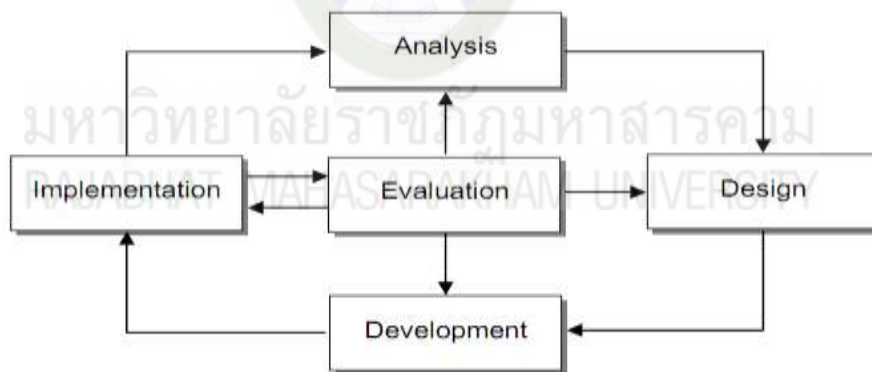 Analysis
มหาวิทยาลัยราชภัฏมหาสารคาม
Implementation
Evaluation
Design
RAJABHAT MAHASARAKHAM UNIVERSITY
Development